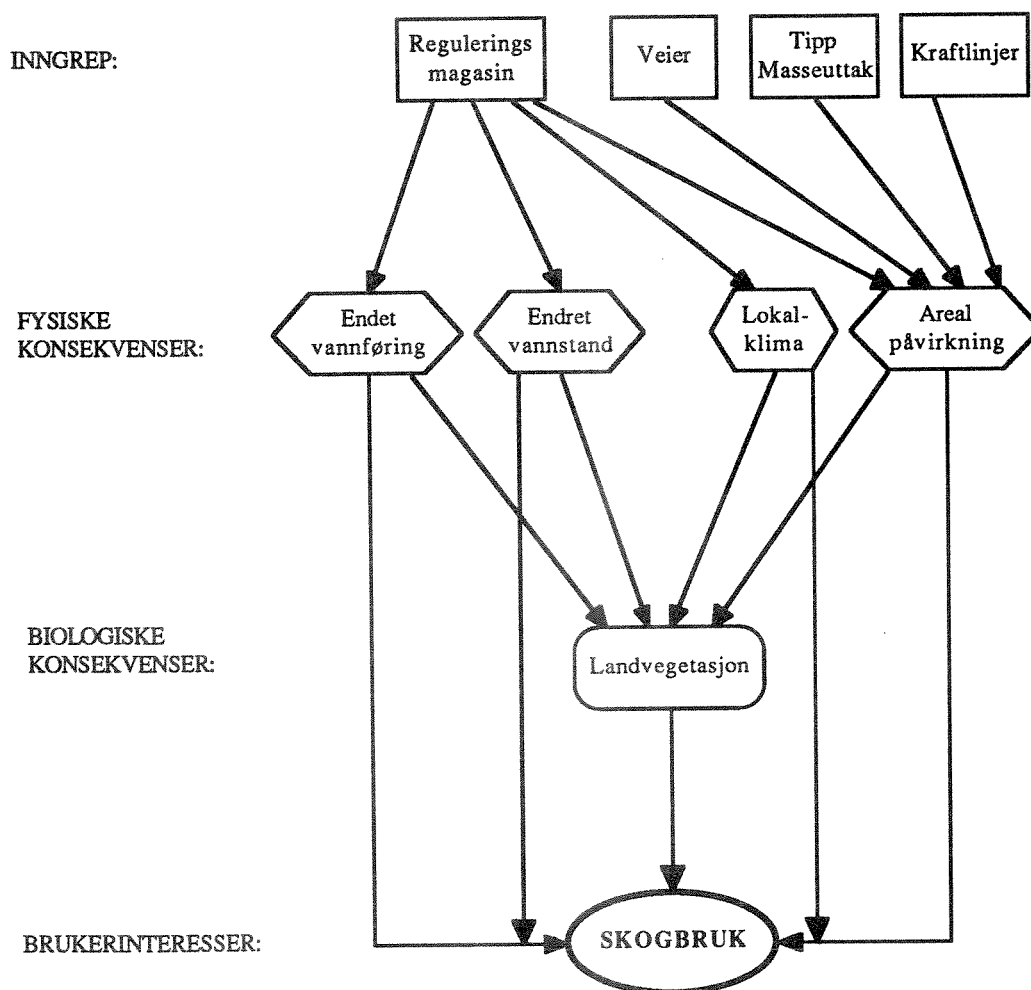 INNGREP:
Regulerings
magasin
Veier
Tipp
Masseuttak
Kraftlinjer
FYSISKE
KONSEKVENSER:
Endet
vannføring
Endret
vannstand
Lokal-
klima
Areal
påvirkning
BIOLOGISKE
KONSEKVENSER:
Landvegetasjon
BRUKERINTERESSER:
SKOGBRUK